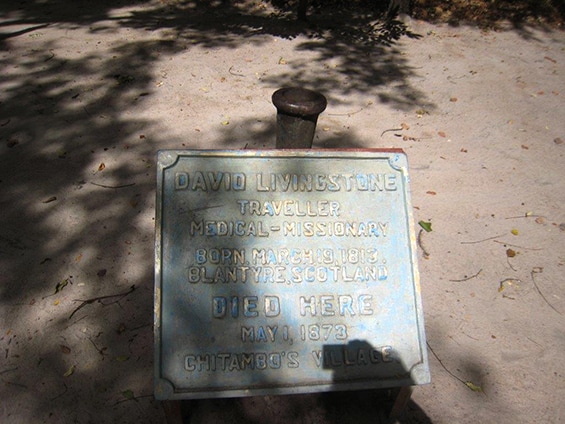 DAVID LIVINGSTONE
TRAVELLER
MEDICAL-MISSIONARY
BORN, MARCH 19, 1813,
BLANTYRE, SCOTLAND
DIED HERE
MAY 1, 1873
CHITAMBO'S VILLAGE